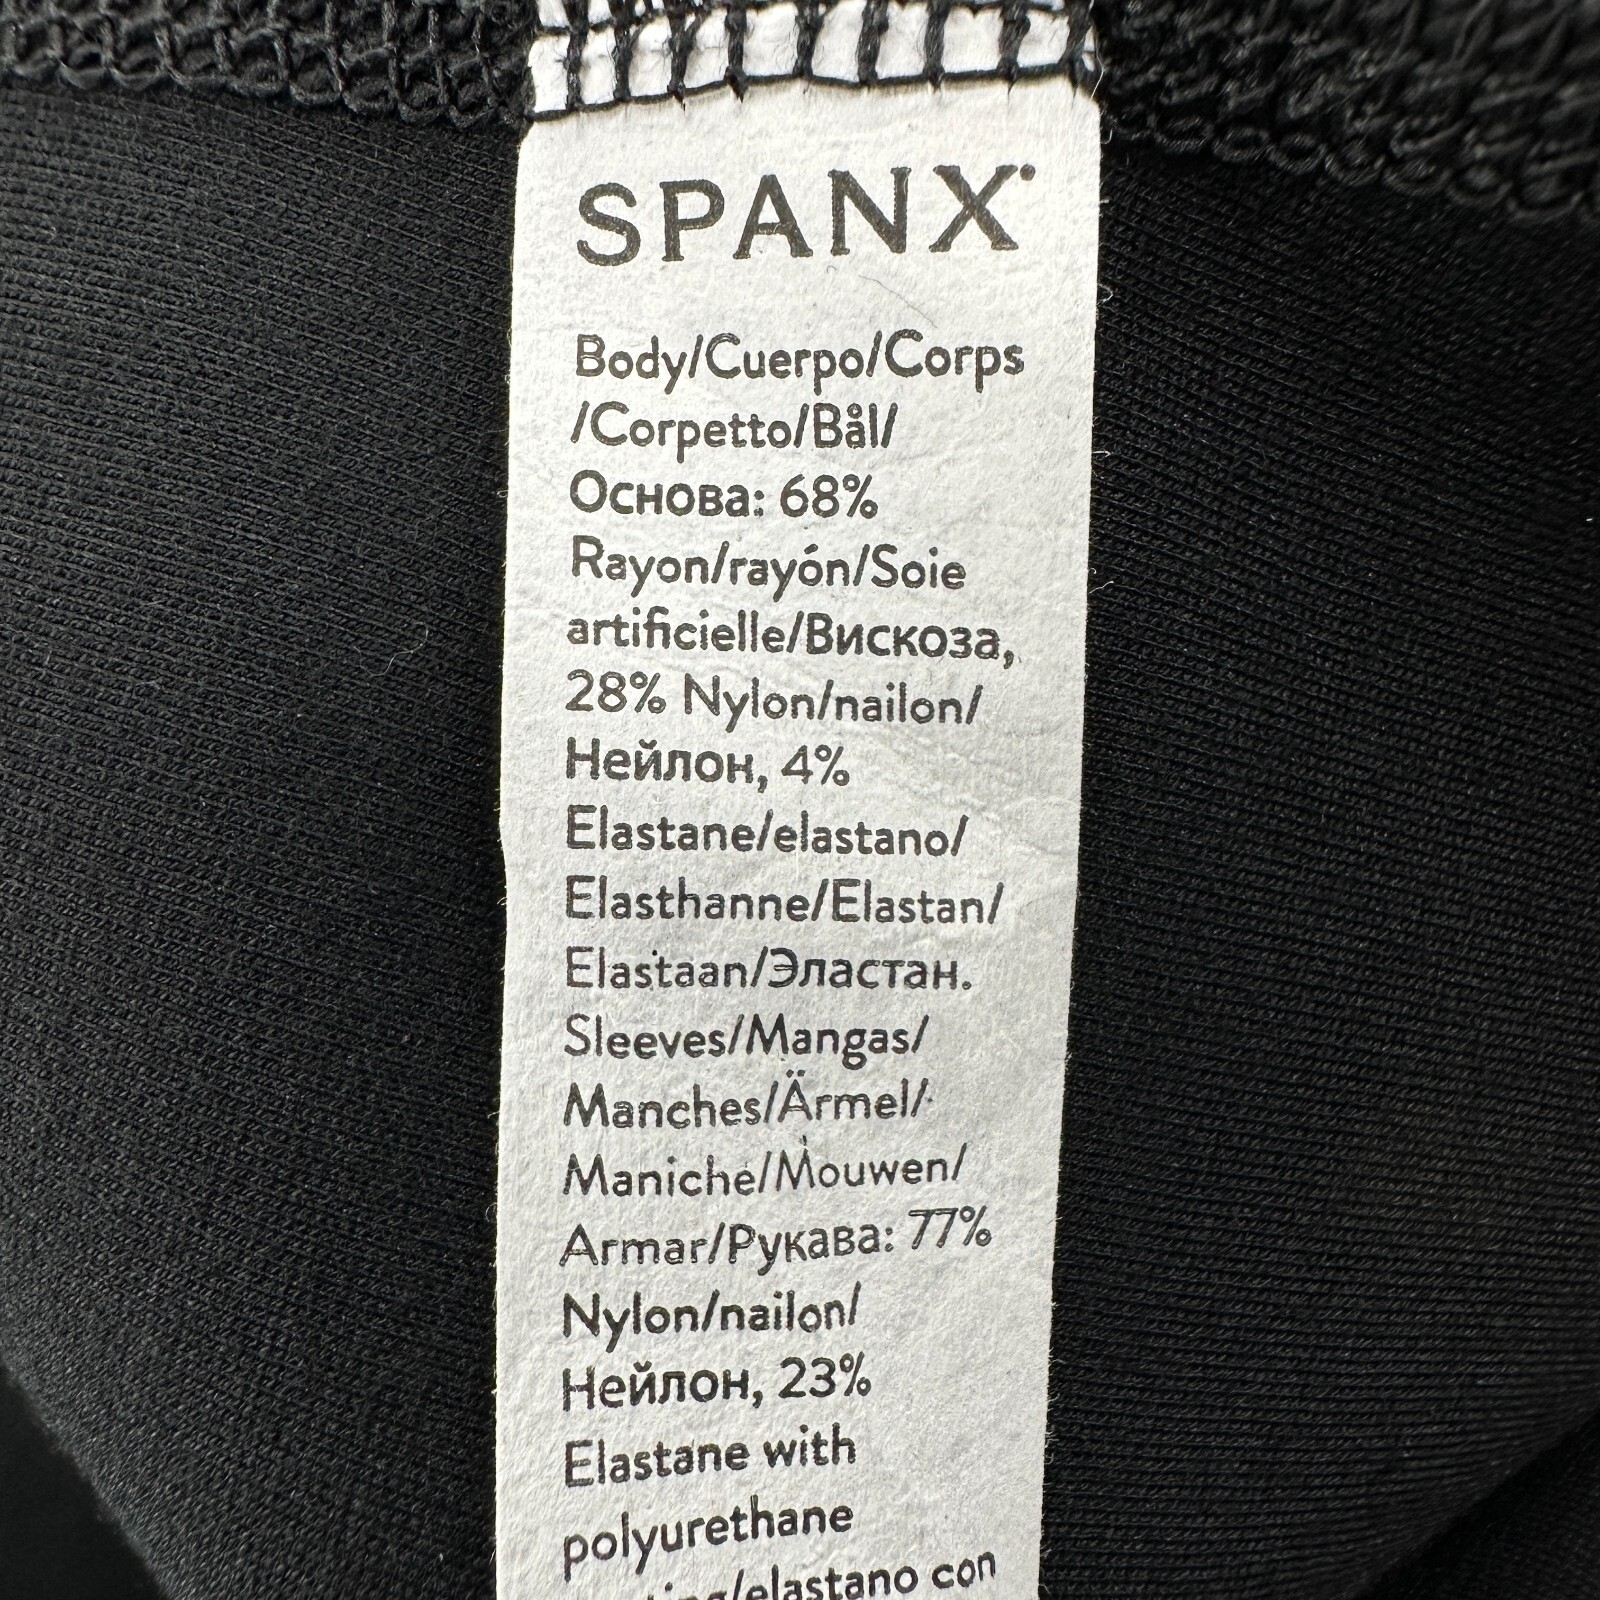 SPANX
Body/Cuerpo/Corps
/Corpetto/Bål/
Основа: 68%
Rayon/rayón/Soie
artificielle/Вискоза,
28% Nylon/nailon/
Нейлон, 4%
Elastane/elastano/
Elasthanne/Elastan/
Elastaan/Эластан.
Sleeves/Mangas/
Manches/Ärmel/
Maniche/Mouwen/
Armar/Рукава: 77%
Nylon/nailon/
Нейлон, 23%
Elastane with
polyurethane
elastano con